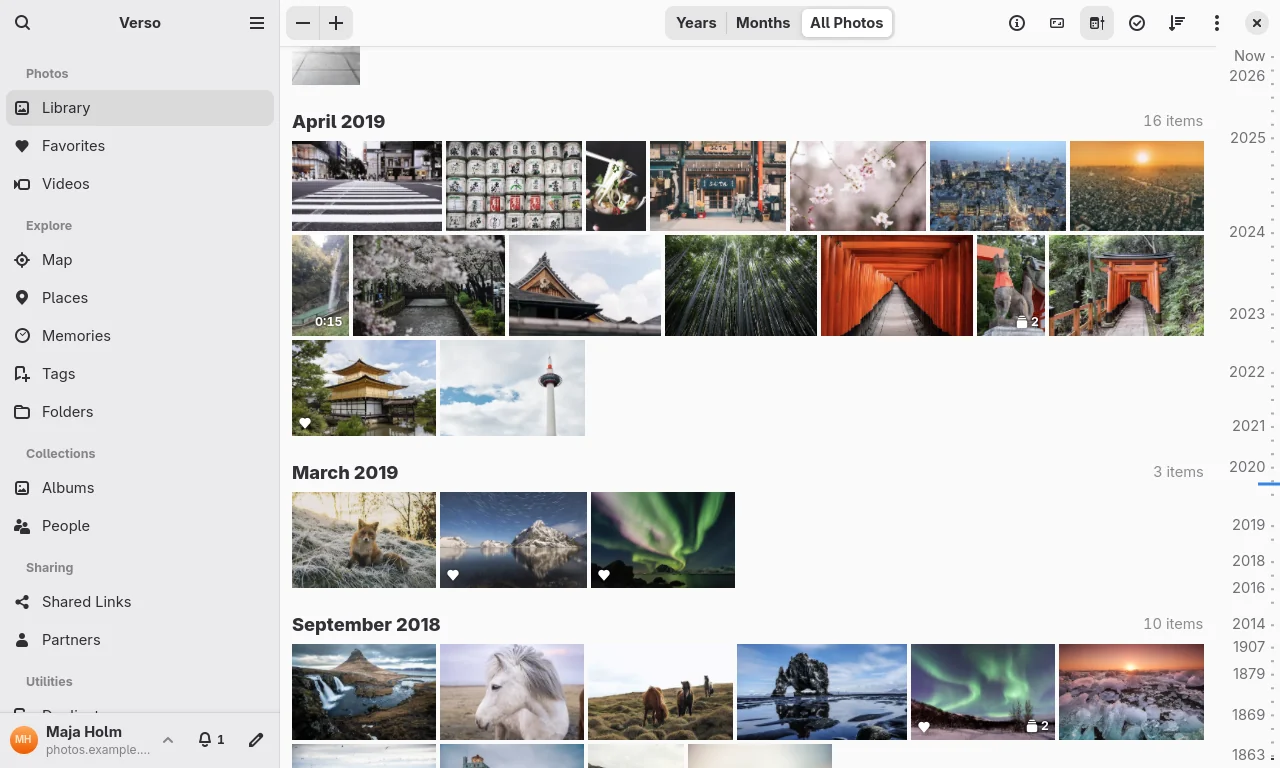 Verso
Years
Months
All Photos
Photos
Library
Favorites
Videos
Explore
Map
Places
Memories
Tags
Folders
Collections
Albums
People
Sharing
Shared Links
Partners
Utilities
MH
Maja Holm
photos.example....
1
April 2019
16 items
0:15
2
March 2019
3 items
September 2018
10 items
2
Now
2026
2025
2024
2023
2022
2021
2020
2019
2018
2016
2014
1907
1879
1869
1863